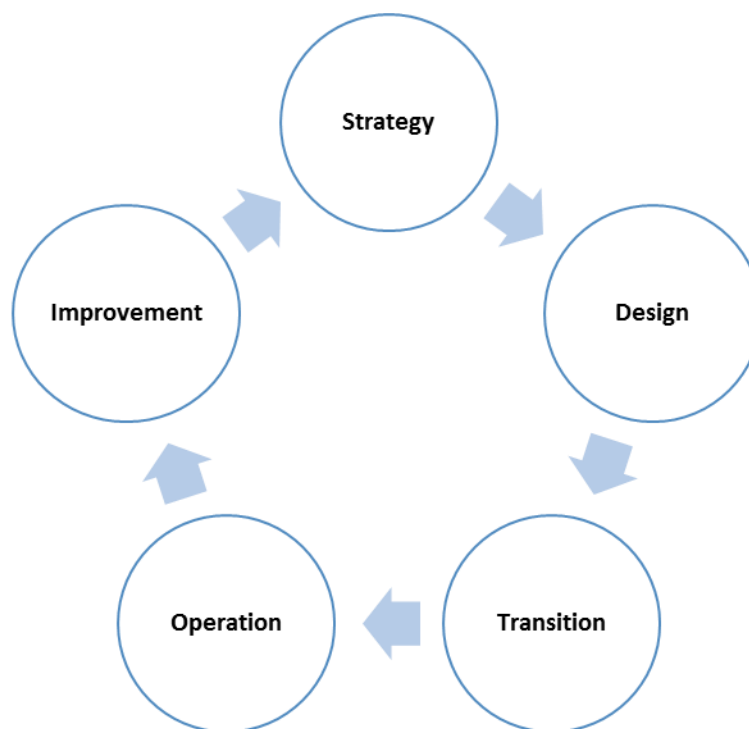 Strategy
Design
Transition
Operation
Improvement